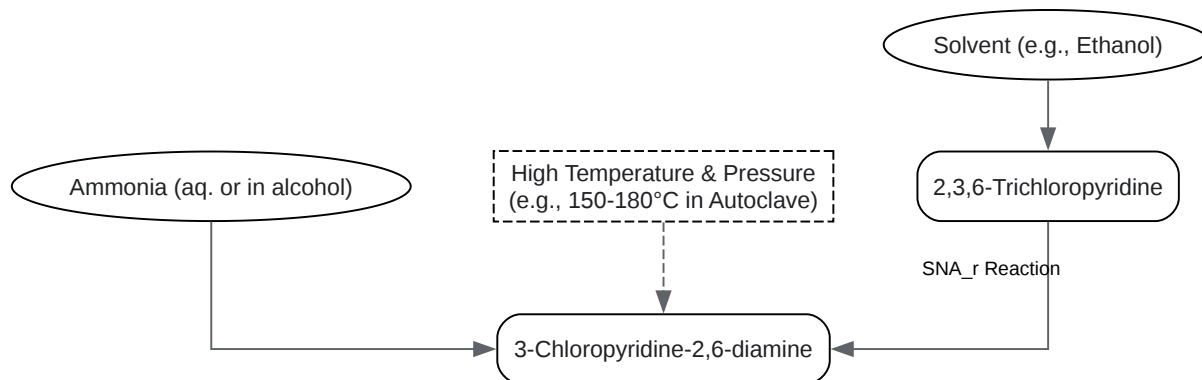 Solvent (e.g., Ethanol)
Ammonia (aq. or in alcohol)
High Temperature & Pressure
(e.g., 150-180°C in Autoclave)
2,3,6-Trichloropyridine
SNA_r Reaction
3-Chloropyridine-2,6-diamine